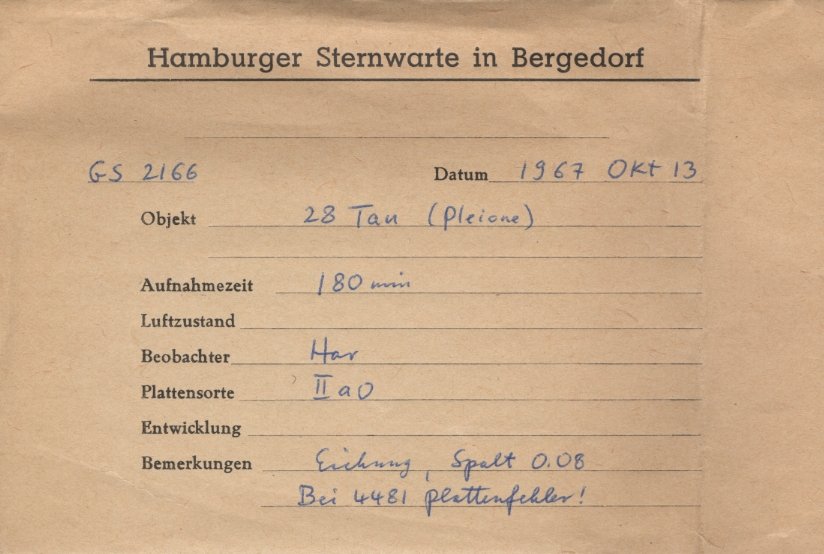 Hamburger Sternwarte in Bergedorf
GS 2166 Datum 1967 Okt 13
Objekt 28 Tau (Pleione)
Aufnahmezeit 180 min
Luftzustand
Beobachter Har
Plattensorte II a O
Entwicklung
Bemerkungen Eichung, Spalt 0.08
Bei 4481 Plattenfehler!